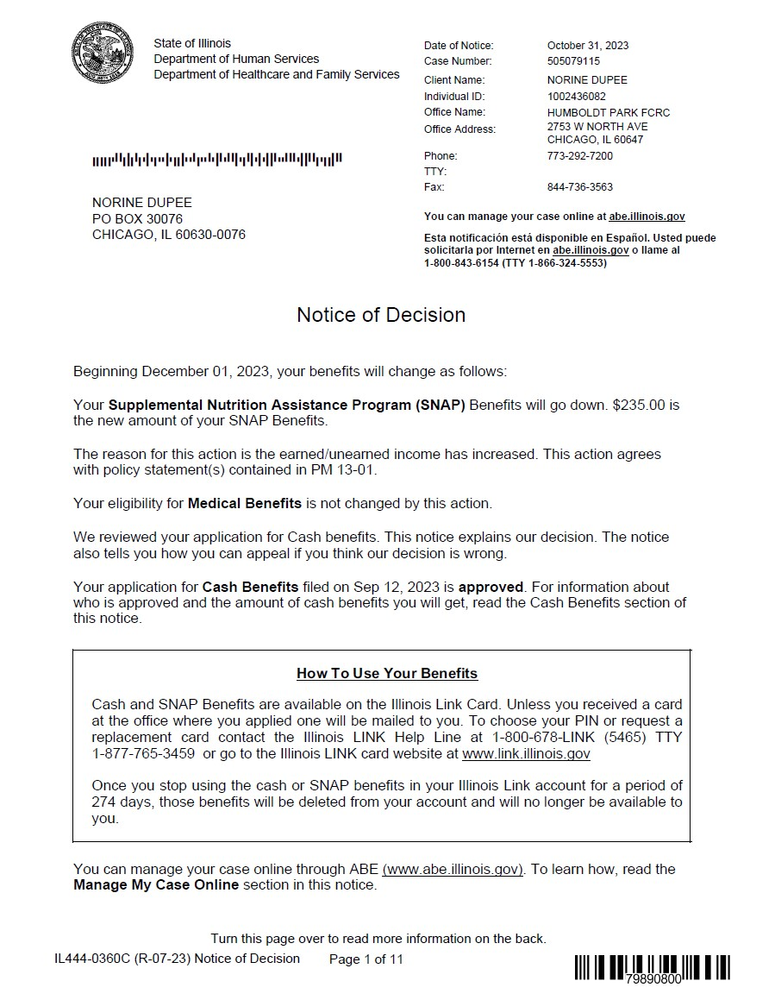 State of Illinois
Department of Human Services
Department of Healthcare and Family Services
Date of Notice: October 31, 2023
Case Number: 505079115
Client Name: NORINE DUPEE
Individual ID: 1002436082
Office Name: HUMBOLDT PARK FCRC
Office Address: 2753 W NORTH AVE
CHICAGO, IL 60647
Phone: 773-292-7200
TTY:
Fax: 844-736-3563
NORINE DUPEE
PO BOX 30076
CHICAGO, IL 60630-0076
You can manage your case online at abe.illinois.gov
Esta notificación está disponible en Español. Usted puede
solicitarla por Internet en abe.illinois.gov o llame al
1-800-843-6154 (TTY 1-866-324-5553)
Notice of Decision
Beginning December 01, 2023, your benefits will change as follows:
Your Supplemental Nutrition Assistance Program (SNAP) Benefits will go down. $235.00 is
the new amount of your SNAP Benefits.
The reason for this action is the earned/unearned income has increased. This action agrees
with policy statement(s) contained in PM 13-01.
Your eligibility for Medical Benefits is not changed by this action.
We reviewed your application for Cash benefits. This notice explains our decision. The notice
also tells you how you can appeal if you think our decision is wrong.
Your application for Cash Benefits filed on Sep 12, 2023 is approved. For information about
who is approved and the amount of cash benefits you will get, read the Cash Benefits section of
this notice.
How To Use Your Benefits
Cash and SNAP Benefits are available on the Illinois Link Card. Unless you received a card
at the office where you applied one will be mailed to you. To choose your PIN or request a
replacement card contact the Illinois LINK Help Line at 1-800-678-LINK (5465) TTY
1-877-765-3459 or go to the Illinois LINK card website at www.link.illinois.gov
Once you stop using the cash or SNAP benefits in your Illinois Link account for a period of
274 days, those benefits will be deleted from your account and will no longer be available to
you.
You can manage your case online through ABE (www.abe.illinois.gov). To learn how, read the
Manage My Case Online section in this notice.
Turn this page over to read more information on the back.
IL444-0360C (R-07-23) Notice of Decision Page 1 of 11
79890800